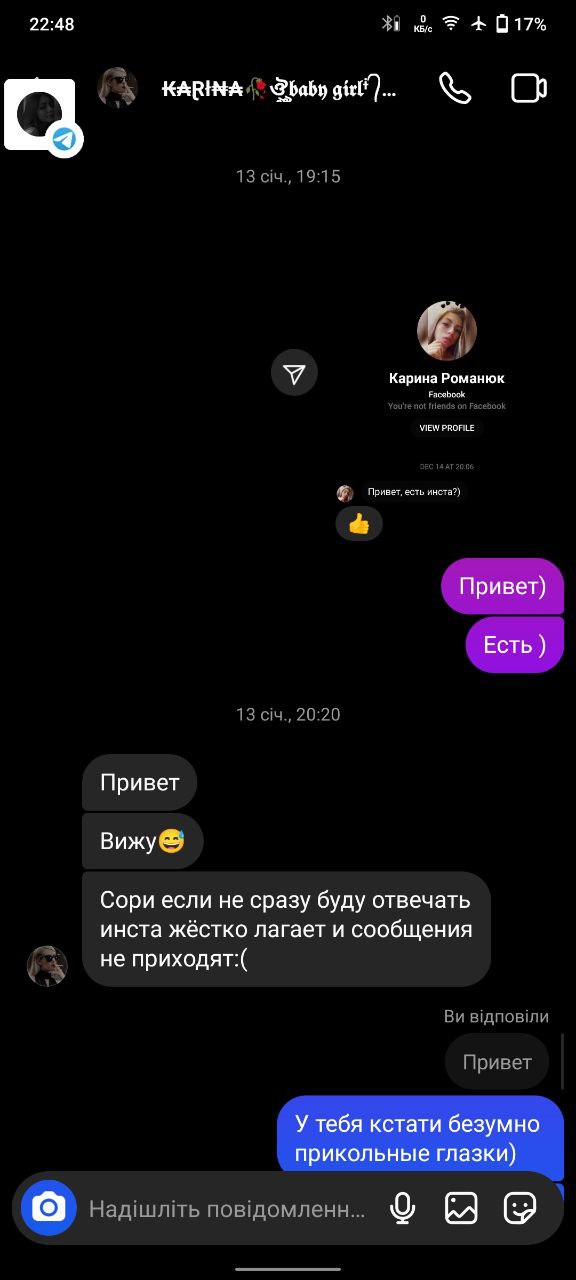 22:48
0
КБ/с
17%
baby girl
13 січ., 19:15
Карина Романюк
Facebook
You're not friends on Facebook
VIEW PROFILE
DEC 14 AT 20:06
Привет, есть инста?)
Привет)
Есть )
13 січ., 20:20
Привет
Вижу😅
Сори если не сразу буду отвечать
инста жёстко лагает и сообщения
не приходят:(
Ви відповіли
Привет
У тебя кстати безумно
прикольные глазки)
Надішліть повідомленн...